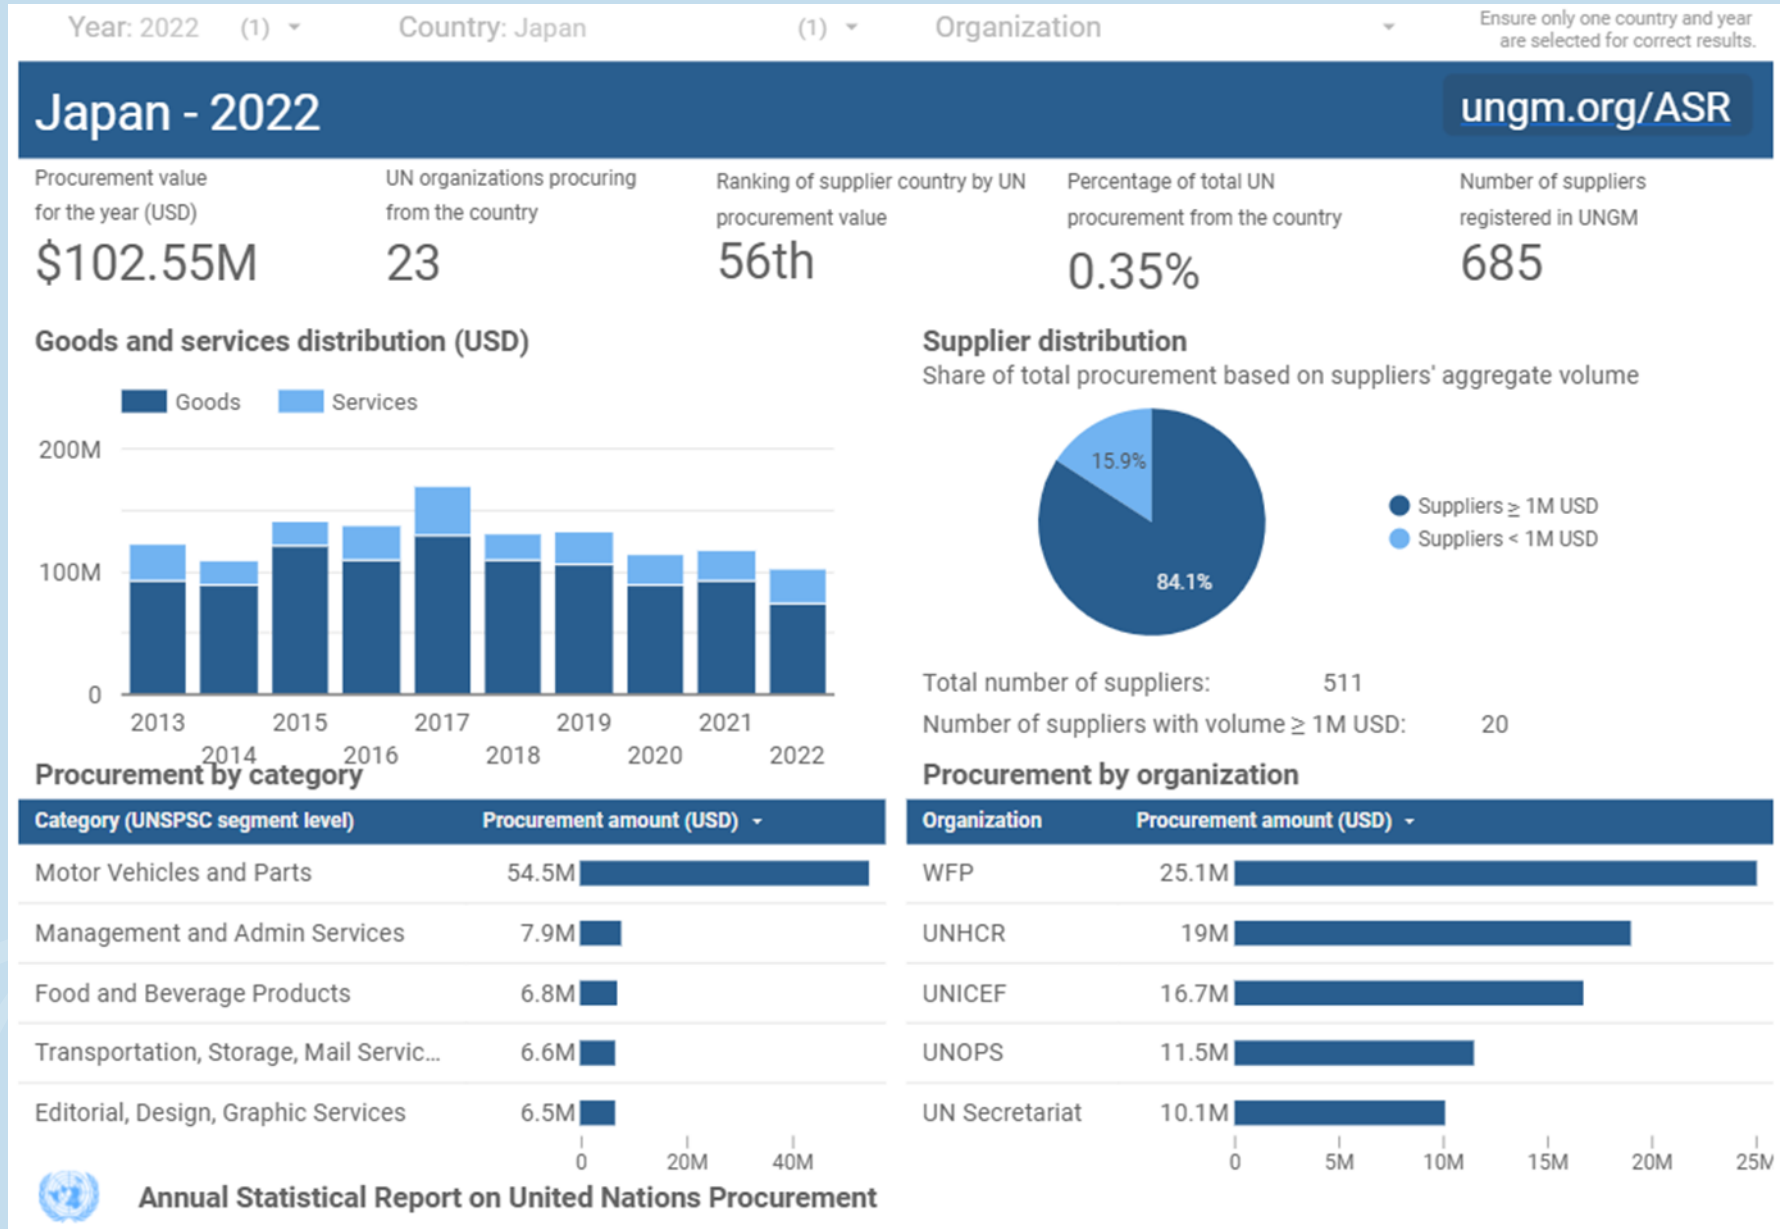 Year: 2022 (1) Country: Japan (1) Organization
Ensure only one country and year
are selected for correct results.
Japan - 2022
ungm.org/ASR
Procurement value
for the year (USD)
$102.55M
UN organizations procuring
from the country
23
Ranking of supplier country by UN
procurement value
56th
Percentage of total UN
procurement from the country
0.35%
Number of suppliers
registered in UNGM
685
Goods and services distribution (USD)
Goods Services
200M
100M
0
2013 2015 2017 2019 2021
2014 2016 2018 2020 2022
Supplier distribution
Share of total procurement based on suppliers' aggregate volume
15.9%
84.1%
Suppliers ≥ 1M USD
Suppliers < 1M USD
Total number of suppliers: 511
Number of suppliers with volume ≥ 1M USD: 20
Procurement by category
Category (UNSPSC segment level) Procurement amount (USD)
Motor Vehicles and Parts 54.5M
Management and Admin Services 7.9M
Food and Beverage Products 6.8M
Transportation, Storage, Mail Servic... 6.6M
Editorial, Design, Graphic Services 6.5M
0 20M 40M
Procurement by organization
Organization Procurement amount (USD)
WFP 25.1M
UNHCR 19M
UNICEF 16.7M
UNOPS 11.5M
UN Secretariat 10.1M
0 5M 10M 15M 20M 25M
Annual Statistical Report on United Nations Procurement